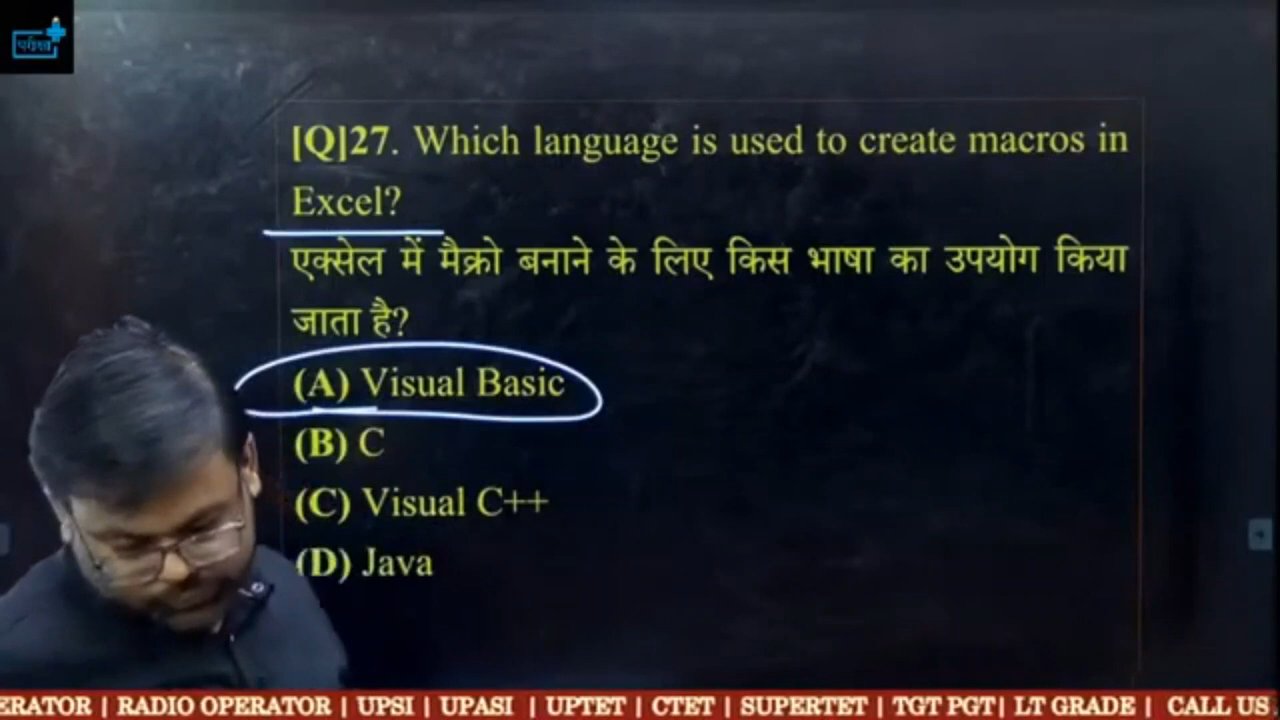 परीक्षा
[Q]27. Which language is used to create macros in
Excel?
एक्सेल में मैक्रो बनाने के लिए किस भाषा का उपयोग किया
जाता है?
(A) Visual Basic
(B) C
(C) Visual C++
(D) Java
ERATOR | RADIO OPERATOR | UPSI | UPASI | UPTET | CTET | SUPERTET | TGT PGT| LT GRADE | CALL US